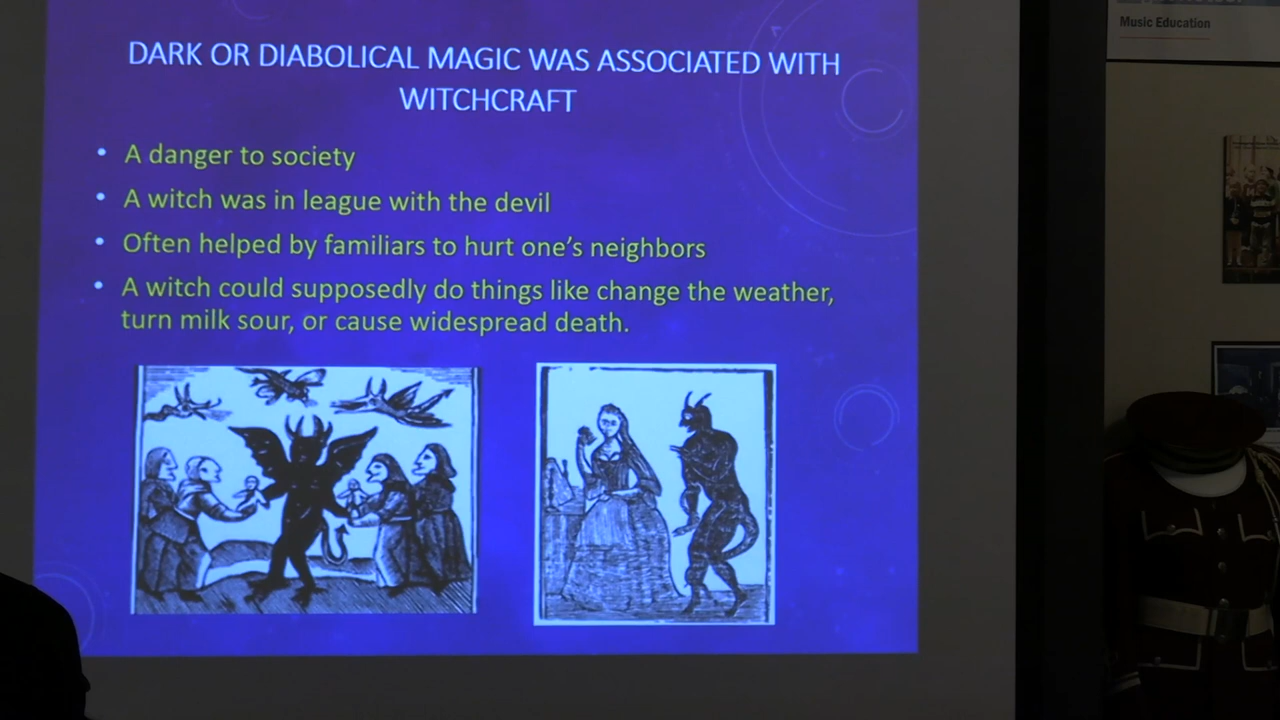 DARK OR DIABOLICAL MAGIC WAS ASSOCIATED WITH
WITCHCRAFT
• A danger to society
• A witch was in league with the devil
• Often helped by familiars to hurt one's neighbors
• A witch could supposedly do things like change the weather,
turn milk sour, or cause widespread death.
Music Education